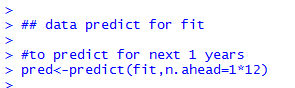 >
> ## data predict for fit
>
> #to predict for next 1 years
> pred<-predict(fit,n.ahead=1*12)
>